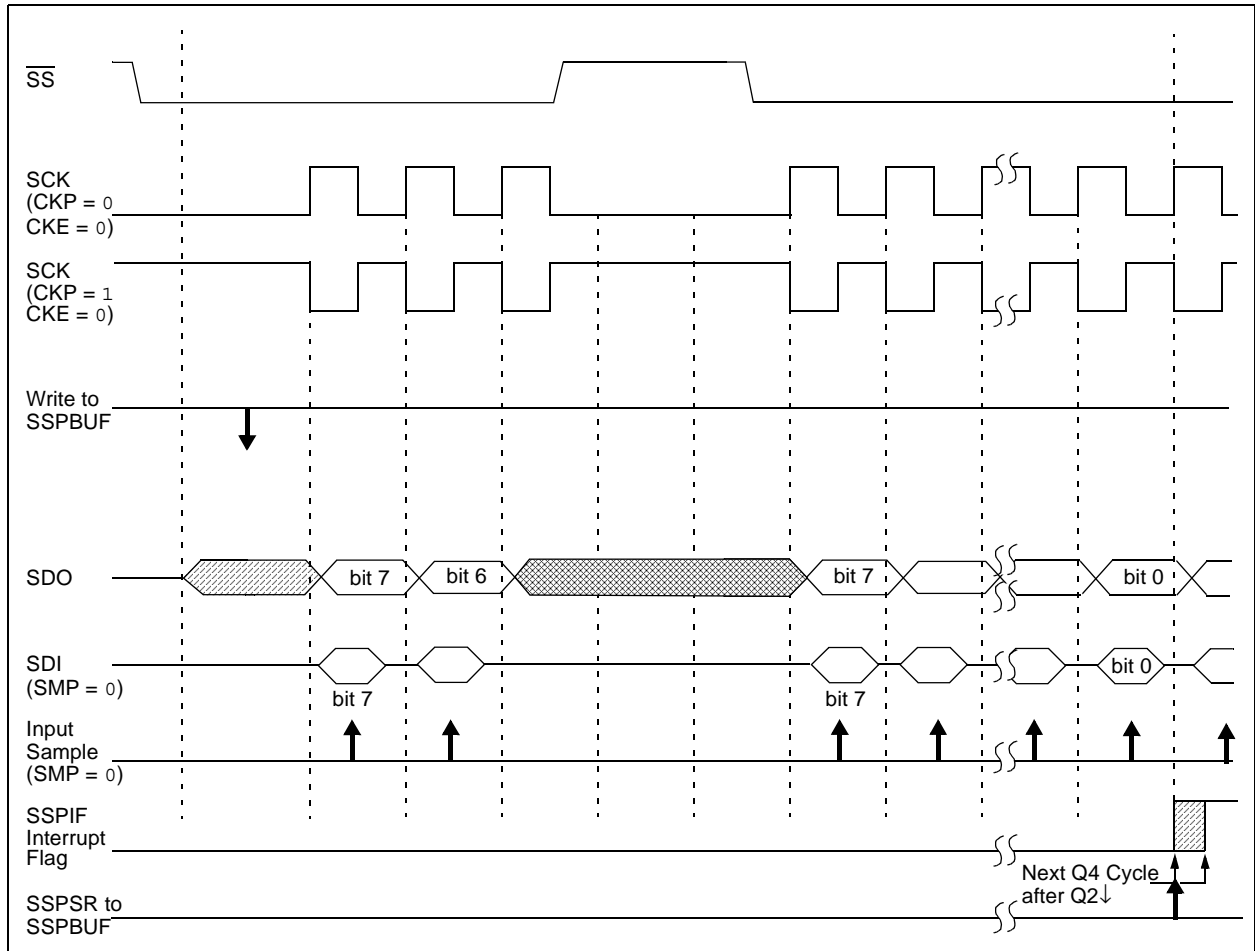 SS
SCK
(CKP = 0
CKE = 0)
SCK
(CKP = 1
CKE = 0)
Write to
SSPBUF
SDO
bit 7
bit 6
bit 7
bit 0
SDI
(SMP = 0)
bit 7
bit 7
bit 0
Input
Sample
(SMP = 0)
SSPIF
Interrupt
Flag
Next Q4 Cycle
after Q2↓
SSPSR to
SSPBUF